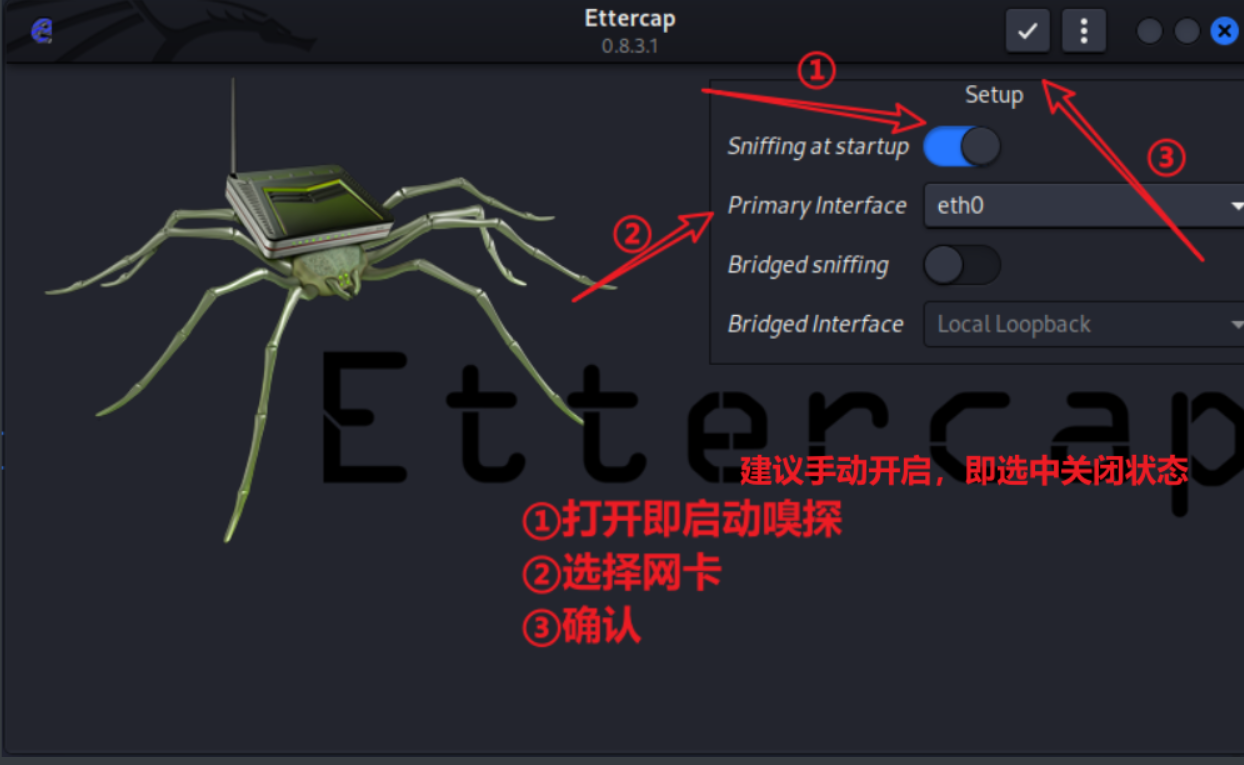 Ettercap
0.8.3.1
①
Setup
Sniffing at startup
③
Primary Interface eth0
②
Bridged sniffing
Bridged Interface Local Loopback
Ettercap
建议手动开启，即选中关闭状态
①打开即启动嗅探
②选择网卡
③确认